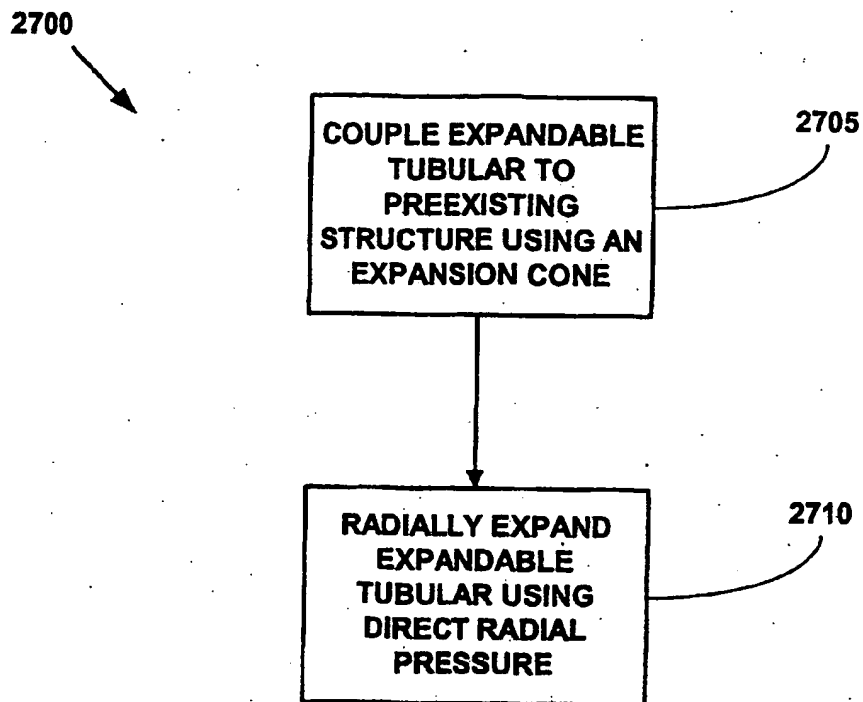 2700
COUPLE EXPANDABLE
TUBULAR TO
PREEXISTING
STRUCTURE USING AN
EXPANSION CONE
2705
RADIALLY EXPAND
EXPANDABLE
TUBULAR USING
DIRECT RADIAL
PRESSURE
2710